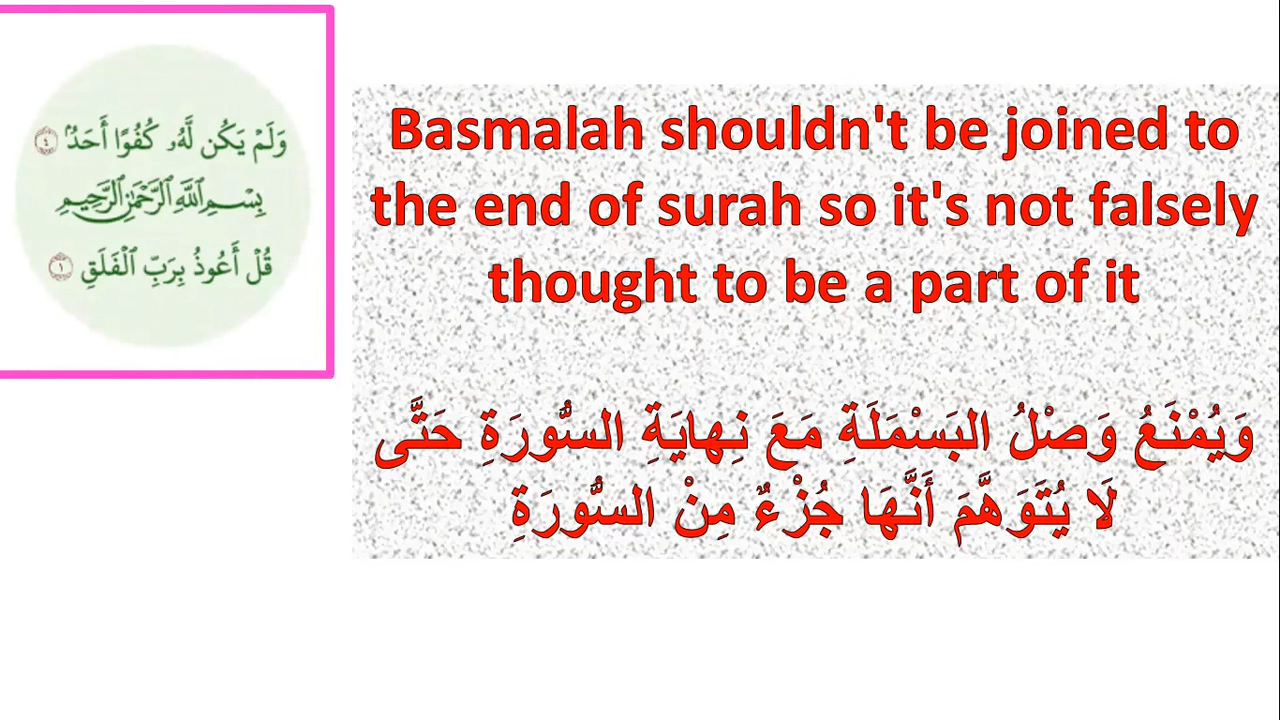 وَلَمْ يَكُن لَّهُۥ كُفُوًا أَحَدٌۢ ٤
بِسْمِ ٱللَّهِ ٱلرَّحْمَٰنِ ٱلرَّحِيمِ
قُلْ أَعُوذُ بِرَبِّ ٱلْفَلَقِ ١
Basmalah shouldn't be joined to
the end of surah so it's not falsely
thought to be a part of it
وَيُمْنَعُ وَصْلُ البَسْمَلَةِ مَعَ نِهايَةِ السُّورَةِ حَتَّى
لَا يُتَوَهَّمَ أَنَّهَا جُزْءٌ مِنْ السُّورَةِ